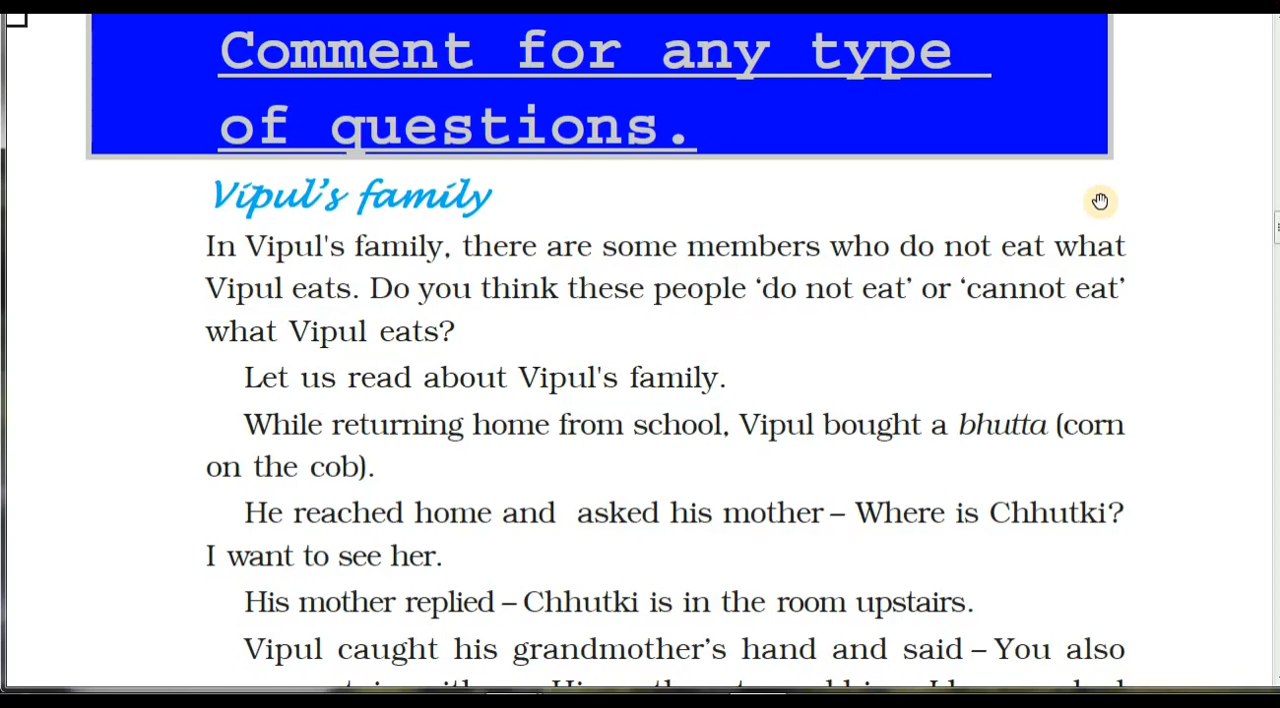 Comment for any type
of questions.
Vipul's family
In Vipul's family, there are some members who do not eat what
Vipul eats. Do you think these people ‘do not eat’ or ‘cannot eat’
what Vipul eats?
Let us read about Vipul's family.
While returning home from school, Vipul bought a bhutta (corn
on the cob).
He reached home and asked his mother – Where is Chhutki?
I want to see her.
His mother replied – Chhutki is in the room upstairs.
Vipul caught his grandmother’s hand and said – You also